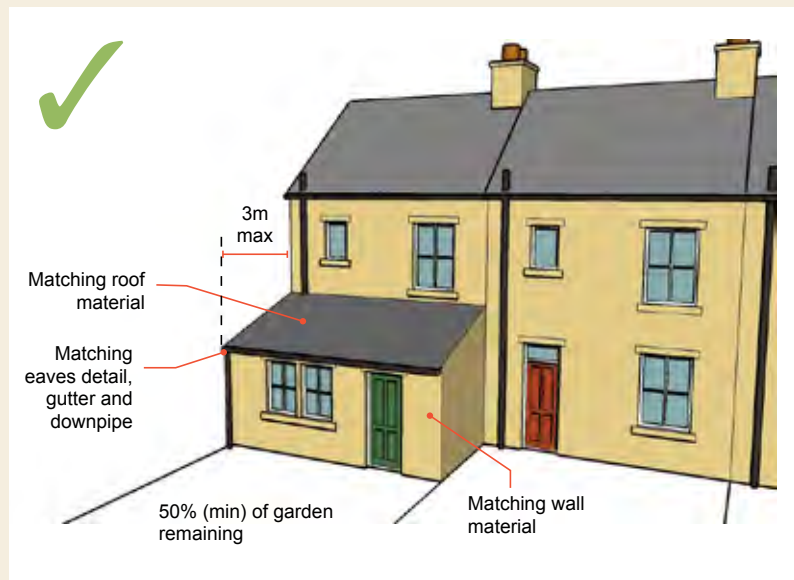 3m
max
Matching roof
material
Matching
eaves detail,
gutter and
downpipe
50% (min) of garden
remaining
Matching wall
material